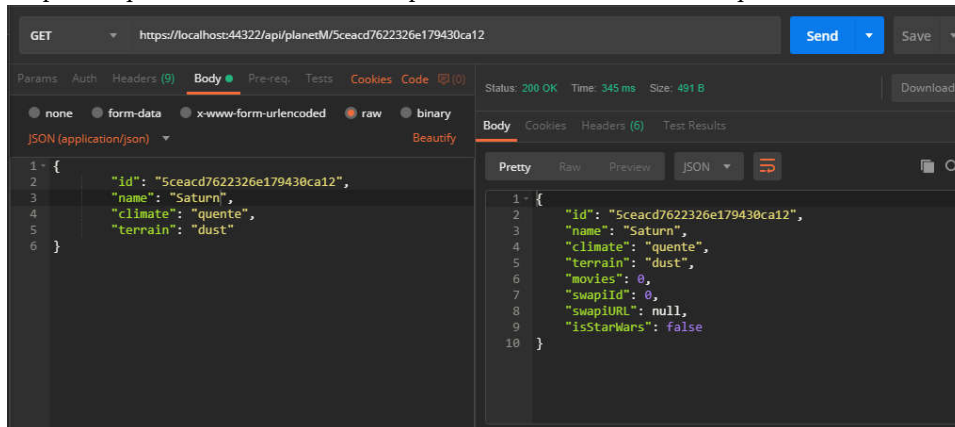 GET https://localhost:44322/api/planetM/5ceacd7622326e179430ca12 Send Save
Params Auth Headers (9) Body Pre-req. Tests Cookies Code (0)
none form-data x-www-form-urlencoded raw binary
JSON (application/json) Beautify
1 {
2 "id": "5ceacd7622326e179430ca12",
3 "name": "Saturn",
4 "climate": "quente",
5 "terrain": "dust"
6 }
Status: 200 OK Time: 345 ms Size: 491 B Download
Body Cookies Headers (6) Test Results
Pretty Raw Preview JSON
1 {
2 "id": "5ceacd7622326e179430ca12",
3 "name": "Saturn",
4 "climate": "quente",
5 "terrain": "dust",
6 "movies": 0,
7 "swapiId": 0,
8 "swapiURL": null,
9 "isStarWars": false
10 }